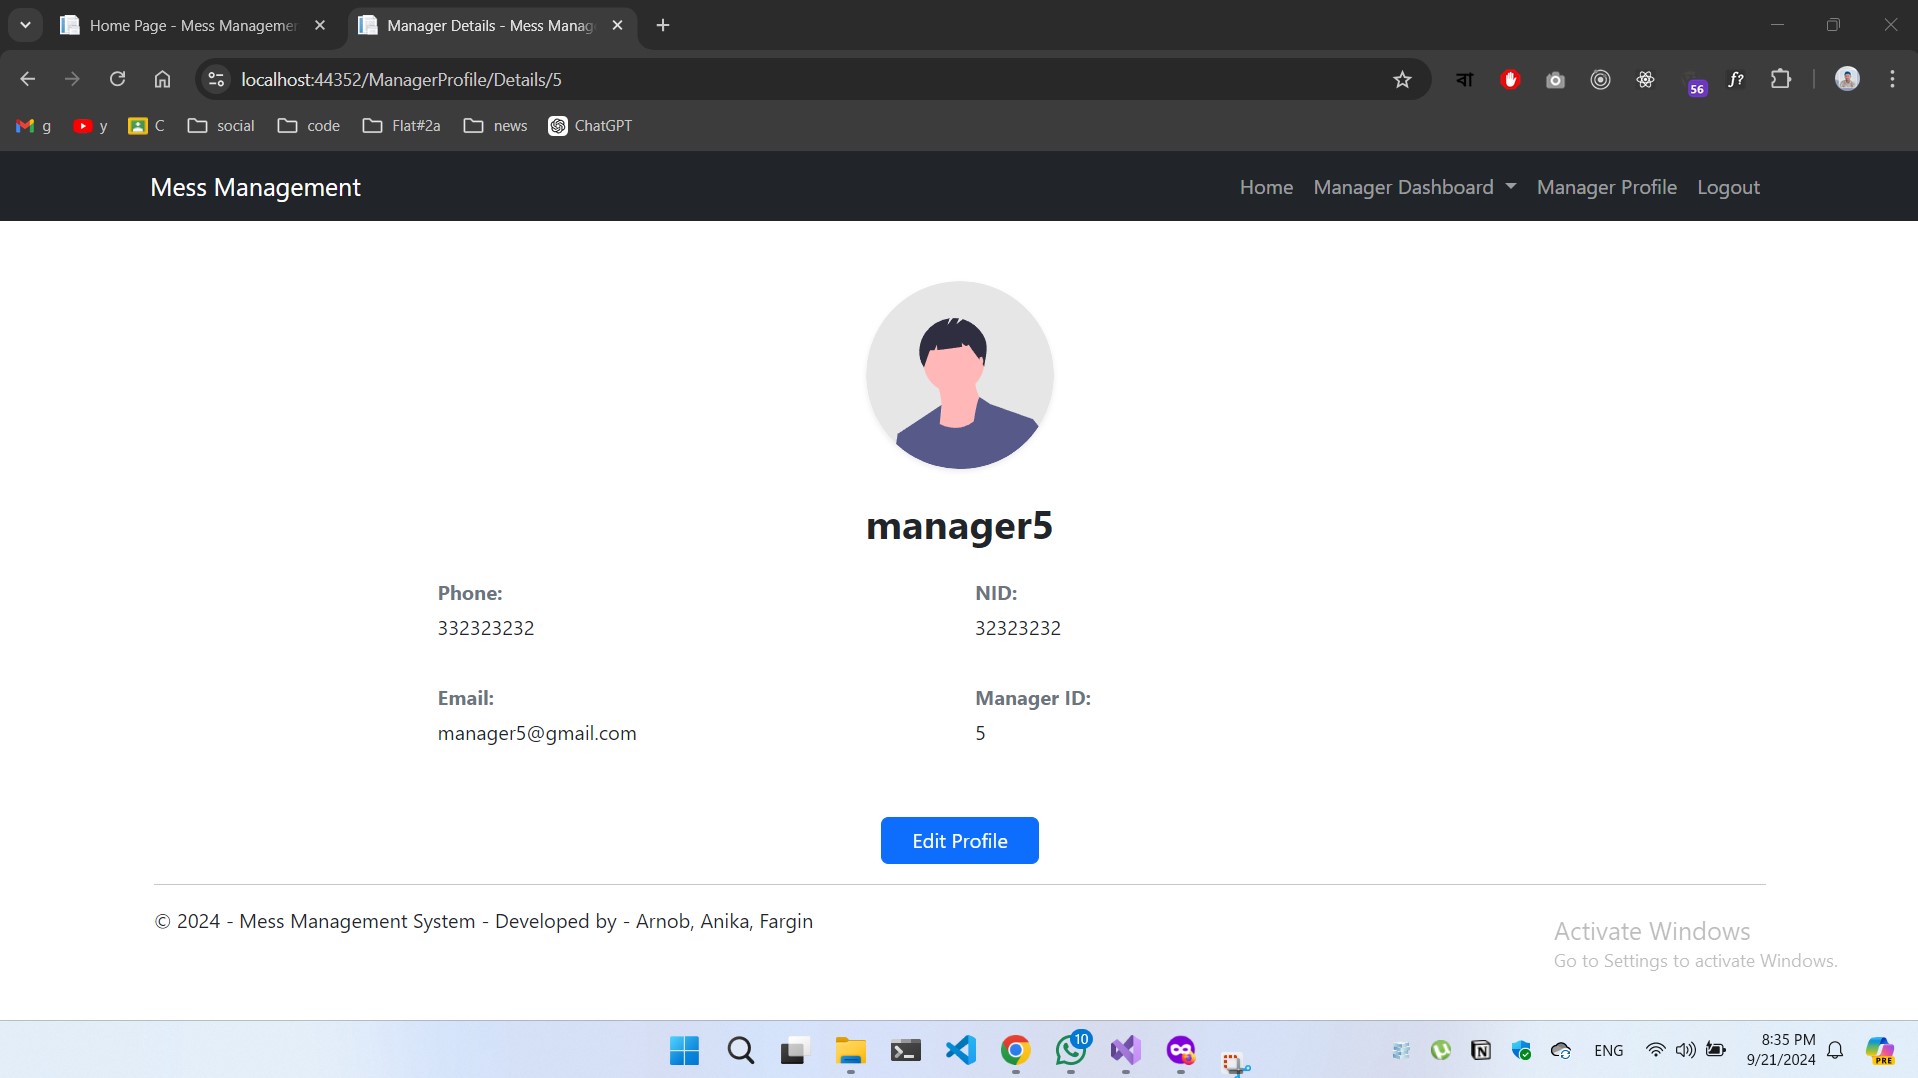 Home Page - Mess Managemen
Manager Details - Mess Manag
localhost:44352/ManagerProfile/Details/5
বা
56
f?
g
y
C
social
code
Flat#2a
news
ChatGPT
Mess Management
Home
Manager Dashboard
Manager Profile
Logout
manager5
Phone:
NID:
332323232
32323232
Email:
Manager ID:
manager5@gmail.com
5
Edit Profile
© 2024 - Mess Management System - Developed by - Arnob, Anika, Fargin
Activate Windows
Go to Settings to activate Windows.
10
ENG
8:35 PM
9/21/2024
PRE